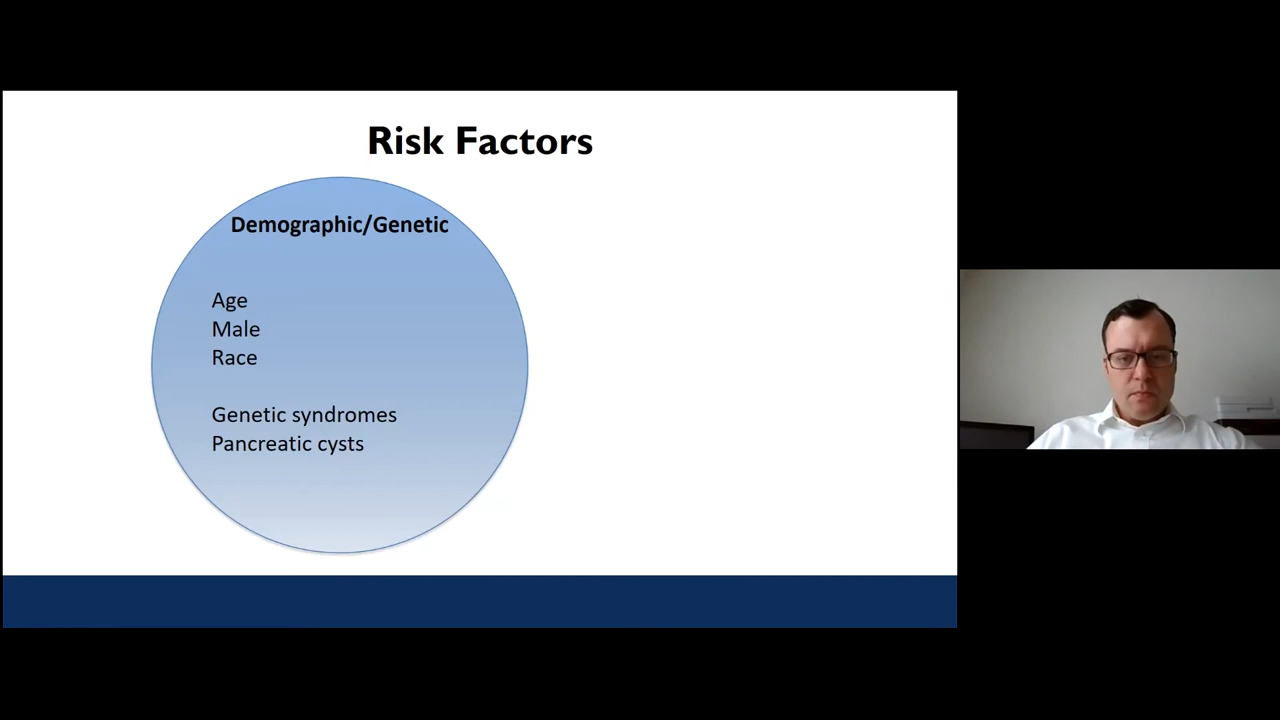 Risk Factors
Demographic/Genetic
Age
Male
Race
Genetic syndromes
Pancreatic cysts